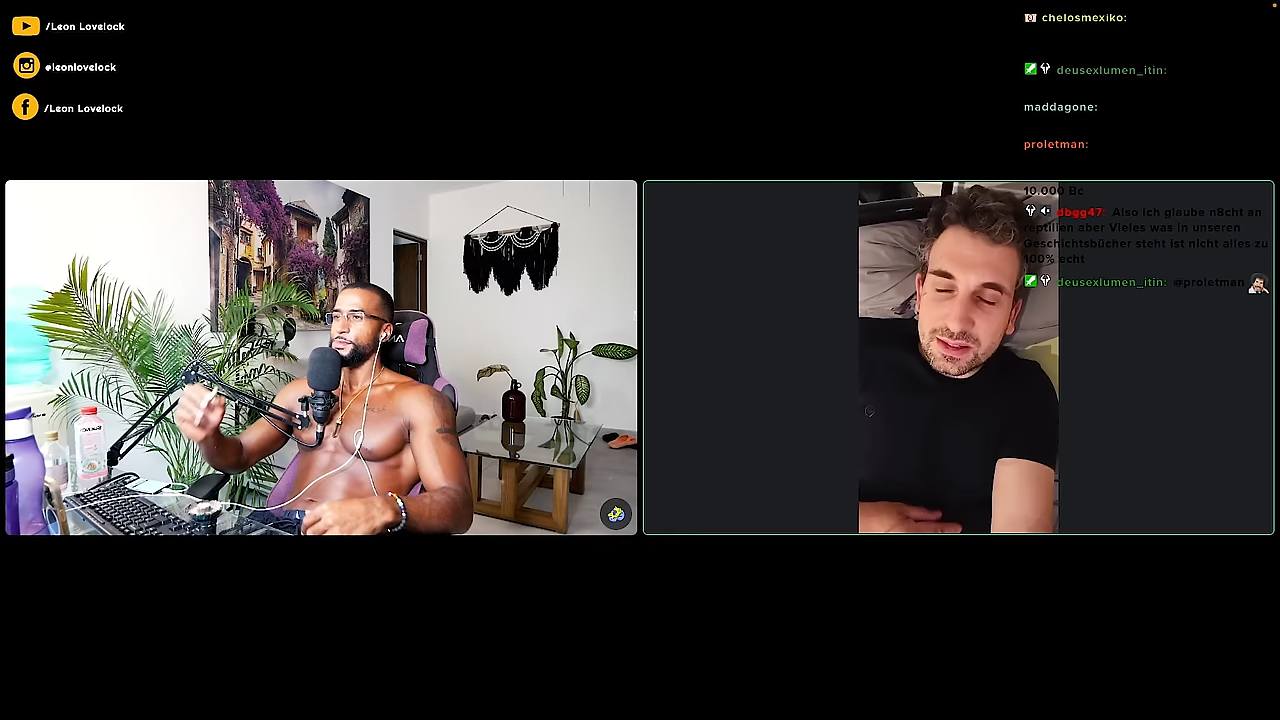 /Leon Lovelock
@leonlovelock
/Leon Lovelock
chelosmexiko:
deusexlumen_itin:
maddagone:
proletman:
10.000 Bc
dbgg47: Also ich glaube n8cht an
reptilien aber Vieles was in unseren
Geschichtsbücher steht ist nicht alles zu
100% echt
deusexlumen_itin: @proletman